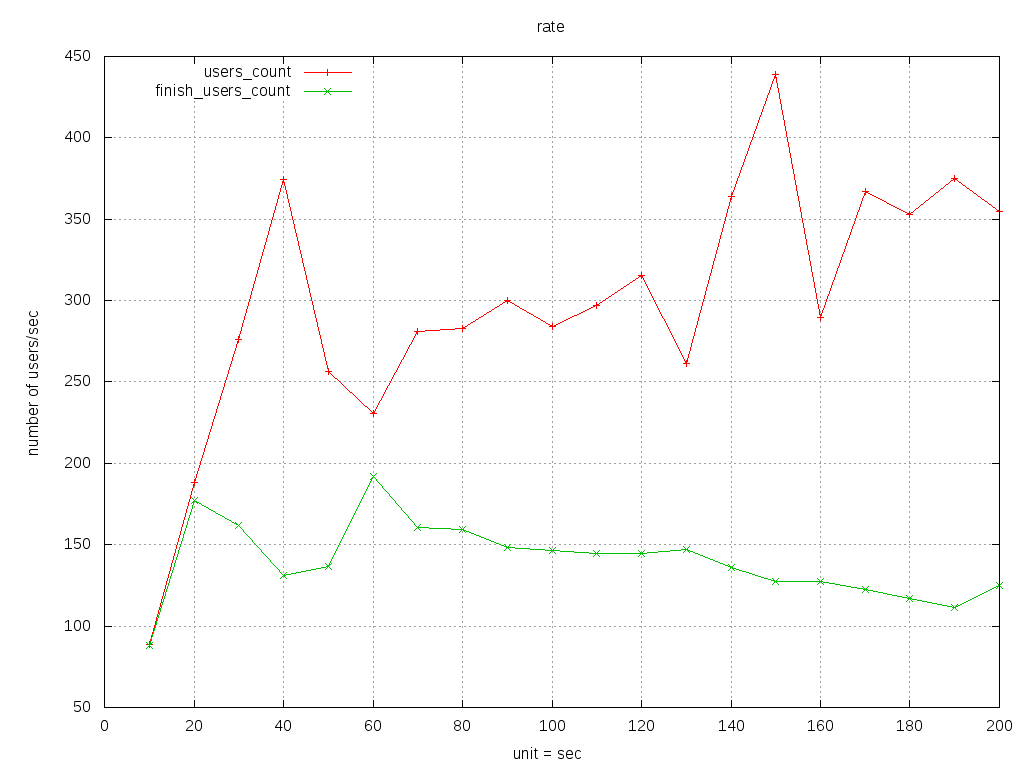 rate
450
400
350
300
250
200
150
100
50
users_count
finish_users_count
number of users/sec
0 20 40 60 80 100 120 140 160 180 200
unit = sec